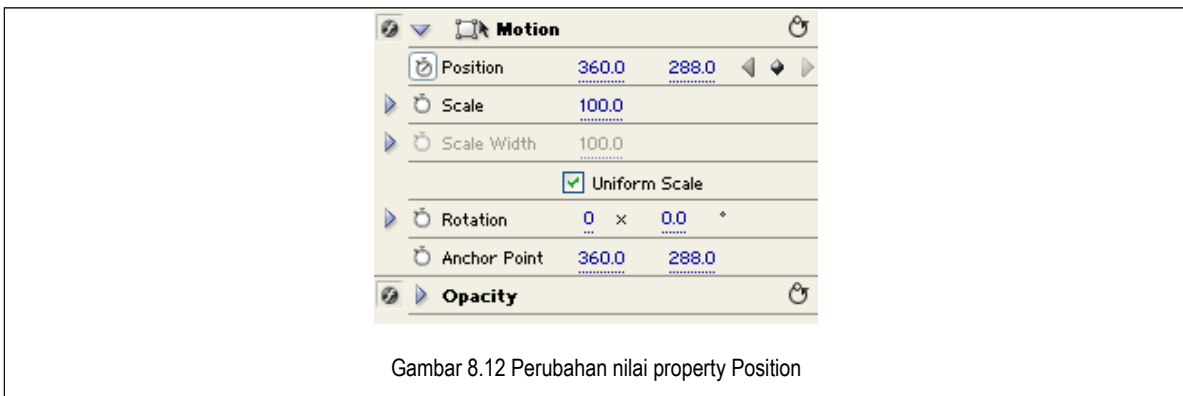 Motion
Position 360.0 288.0
Scale 100.0
Scale Width 100.0
Uniform Scale
Rotation 0 x 0.0 °
Anchor Point 360.0 288.0
Opacity
Gambar 8.12 Perubahan nilai property Position